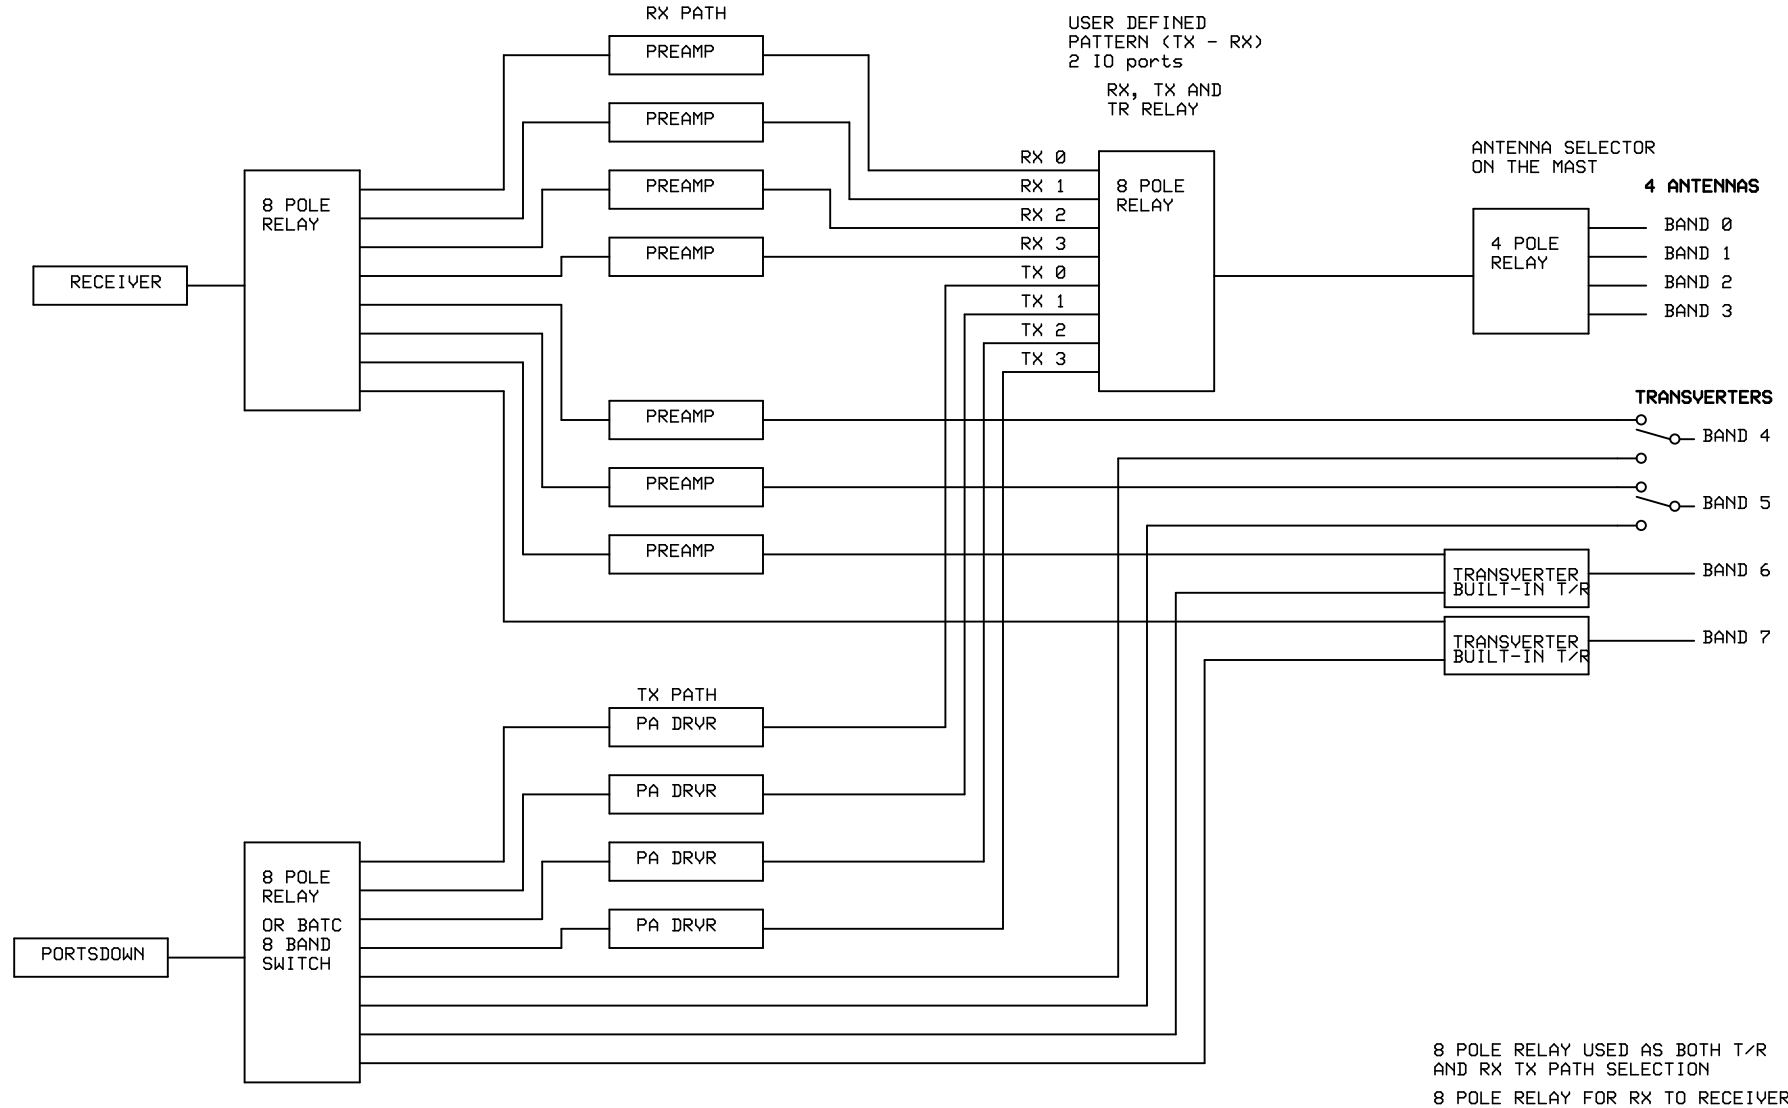 RX PATH
PREAMP
PREAMP
PREAMP
PREAMP
USER DEFINED
PATTERN (TX - RX)
2 IO ports
RX, TX AND
TR RELAY
8 POLE
RELAY
RECEIVER
RX 0
RX 1
RX 2
RX 3
TX 0
TX 1
TX 2
TX 3
8 POLE
RELAY
ANTENNA SELECTOR
ON THE MAST
4 ANTENNAS
4 POLE
RELAY
BAND 0
BAND 1
BAND 2
BAND 3
TRANSVERTERS
PREAMP
BAND 4
PREAMP
BAND 5
PREAMP
TRANSVERTER
BUILT-IN T/R
BAND 6
TRANSVERTER
BUILT-IN T/R
BAND 7
TX PATH
PA DRVR
PA DRVR
PA DRVR
PA DRVR
8 POLE
RELAY
OR BATC
8 BAND
SWITCH
PORTSDOWN
8 POLE RELAY USED AS BOTH T/R
AND RX TX PATH SELECTION
8 POLE RELAY FOR RX TO RECEIVER